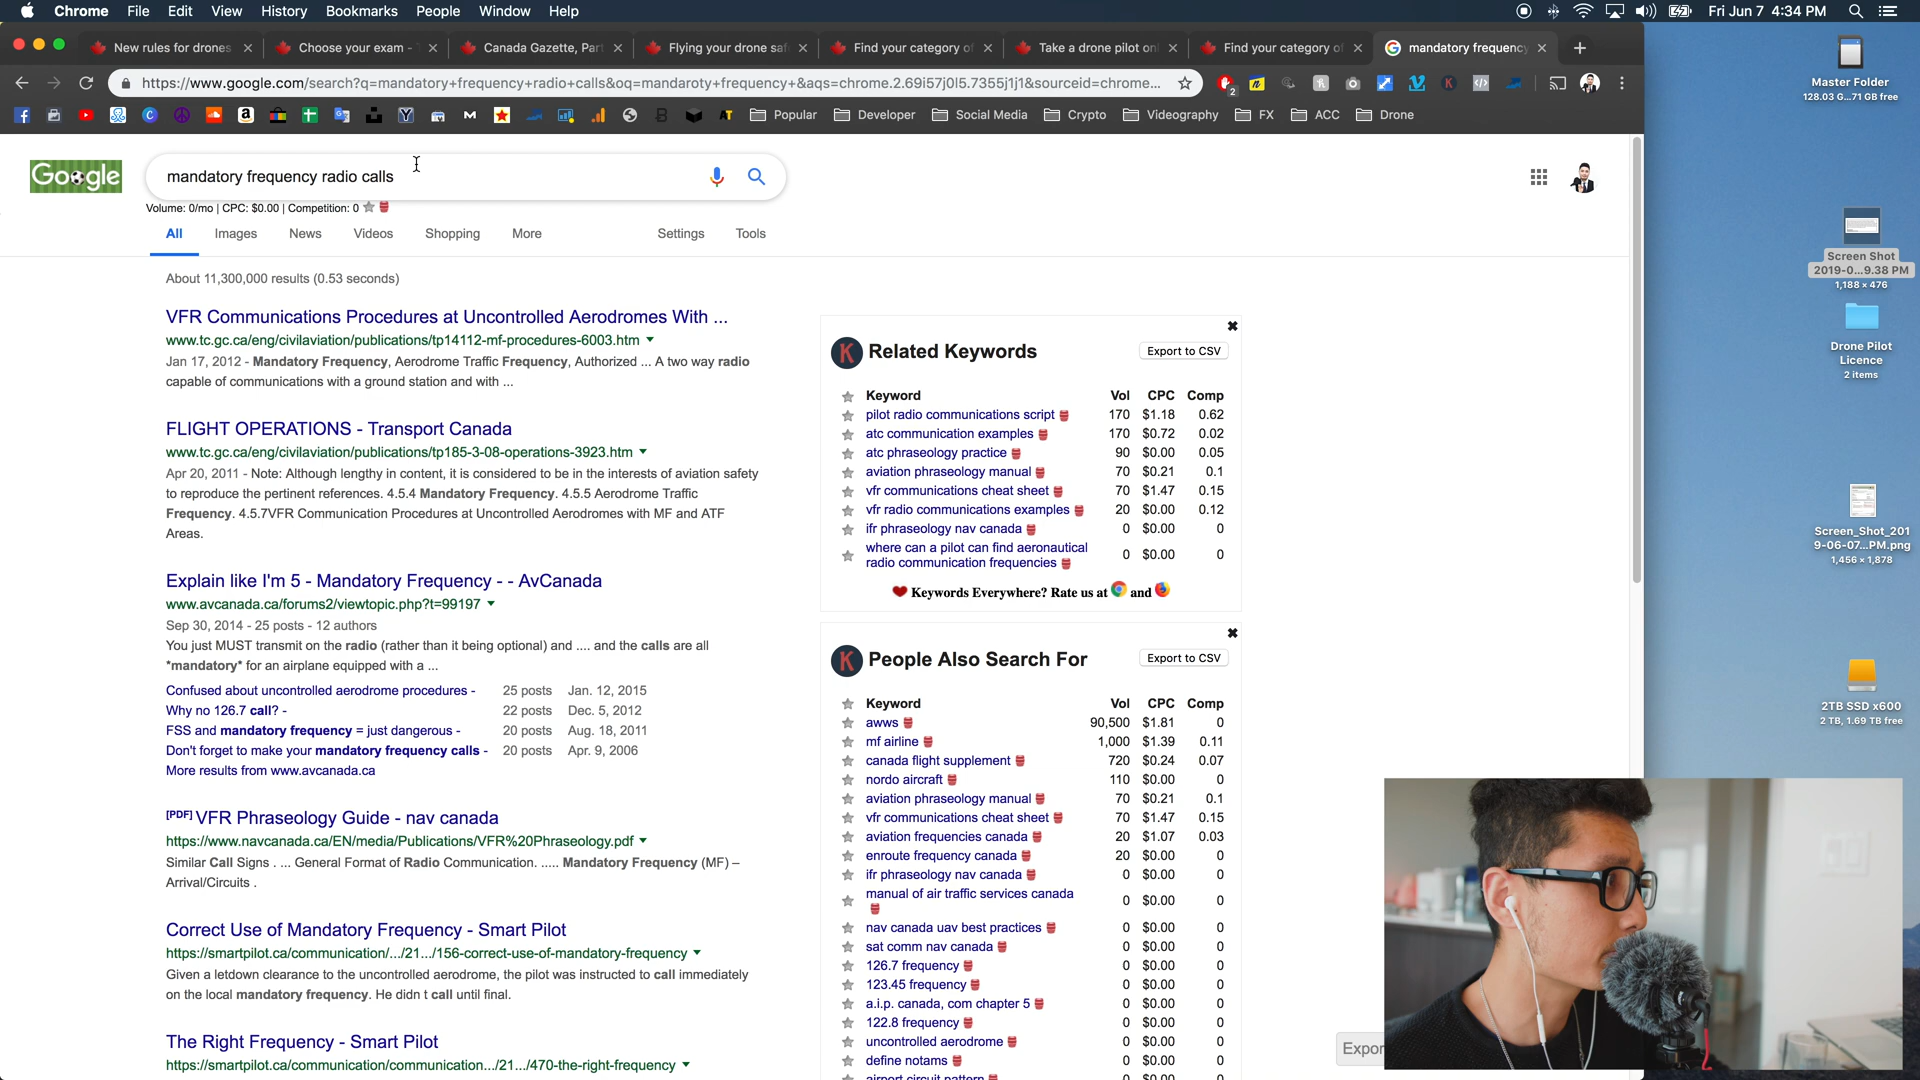 Chrome File Edit View History Bookmarks People Window Help
Fri Jun 7 4:34 PM
New rules for drones
Choose your exam -
Canada Gazette, Part
Flying your drone saf
Find your category of
Take a drone pilot on
Find your category of
mandatory frequency
https://www.google.com/search?q=mandatory+frequency+radio+calls&oq=mandaroty+frequency+&aqs=chrome.2.69i57j0l5.7355j1j1&sourceid=chrome...
2
Popular
Developer
Social Media
Crypto
Videography
FX
ACC
Drone
Google
mandatory frequency radio calls
Volume: 0/mo | CPC: $0.00 | Competition: 0
All Images News Videos Shopping More Settings Tools
About 11,300,000 results (0.53 seconds)
VFR Communications Procedures at Uncontrolled Aerodromes With ...
www.tc.gc.ca/eng/civilaviation/publications/tp14112-mf-procedures-6003.htm
Jan 17, 2012 - Mandatory Frequency, Aerodrome Traffic Frequency, Authorized ... A two way radio
capable of communications with a ground station and with ...
FLIGHT OPERATIONS - Transport Canada
www.tc.gc.ca/eng/civilaviation/publications/tp185-3-08-operations-3923.htm
Apr 20, 2011 - Note: Although lengthy in content, it is considered to be in the interests of aviation safety
to reproduce the pertinent references. 4.5.4 Mandatory Frequency. 4.5.5 Aerodrome Traffic
Frequency. 4.5.7VFR Communication Procedures at Uncontrolled Aerodromes with MF and ATF
Areas.
Explain like I'm 5 - Mandatory Frequency - - AvCanada
www.avcanada.ca/forums2/viewtopic.php?t=99197
Sep 30, 2014 - 25 posts - 12 authors
You just MUST transmit on the radio (rather than it being optional) and .... and the calls are all
*mandatory* for an airplane equipped with a ...
Confused about uncontrolled aerodrome procedures - 25 posts Jan. 12, 2015
Why no 126.7 call? - 22 posts Dec. 5, 2012
FSS and mandatory frequency = just dangerous - 20 posts Aug. 18, 2011
Don't forget to make your mandatory frequency calls - 20 posts Apr. 9, 2006
More results from www.avcanada.ca
[PDF] VFR Phraseology Guide - nav canada
https://www.navcanada.ca/EN/media/Publications/VFR%20Phraseology.pdf
Similar Call Signs . ... General Format of Radio Communication. ..... Mandatory Frequency (MF) –
Arrival/Circuits .
Correct Use of Mandatory Frequency - Smart Pilot
https://smartpilot.ca/communication/.../21.../156-correct-use-of-mandatory-frequency
Given a letdown clearance to the uncontrolled aerodrome, the pilot was instructed to call immediately
on the local mandatory frequency. He didn t call until final.
The Right Frequency - Smart Pilot
https://smartpilot.ca/communication/communication.../21.../470-the-right-frequency
K Related Keywords
Export to CSV
Keyword Vol CPC Comp
pilot radio communications script 170 $1.18 0.62
atc communication examples 170 $0.72 0.02
atc phraseology practice 90 $0.00 0.05
aviation phraseology manual 70 $0.21 0.1
vfr communications cheat sheet 70 $1.47 0.15
vfr radio communications examples 20 $0.00 0.12
ifr phraseology nav canada 0 $0.00 0
where can a pilot can find aeronautical
radio communication frequencies 0 $0.00 0
Keywords Everywhere? Rate us at and
K People Also Search For
Export to CSV
Keyword Vol CPC Comp
awws 90,500 $1.81 0
mf airline 1,000 $1.39 0.11
canada flight supplement 720 $0.24 0.07
nordo aircraft 110 $0.00 0
aviation phraseology manual 70 $0.21 0.1
vfr communications cheat sheet 70 $1.47 0.15
aviation frequencies canada 20 $1.07 0.03
enroute frequency canada 20 $0.00 0
ifr phraseology nav canada 0 $0.00 0
manual of air traffic services canada 0 $0.00 0
nav canada uav best practices 0 $0.00 0
sat comm nav canada 0 $0.00 0
126.7 frequency 0 $0.00 0
123.45 frequency 0 $0.00 0
a.i.p. canada, com chapter 5 0 $0.00 0
122.8 frequency 0 $0.00 0
uncontrolled aerodrome 0 $0.00 0
define notams 0 $0.00 0
airport circuit pattern 0 $0.00 0
Expor
Master Folder
128.03 G...71 GB free
Screen Shot
2019-0...9.38 PM
1,188 × 476
Drone Pilot
Licence
2 items
Screen_Shot_201
9-06-07...PM.png
1,456 × 1,878
2TB SSD x600
2 TB, 1.69 TB free